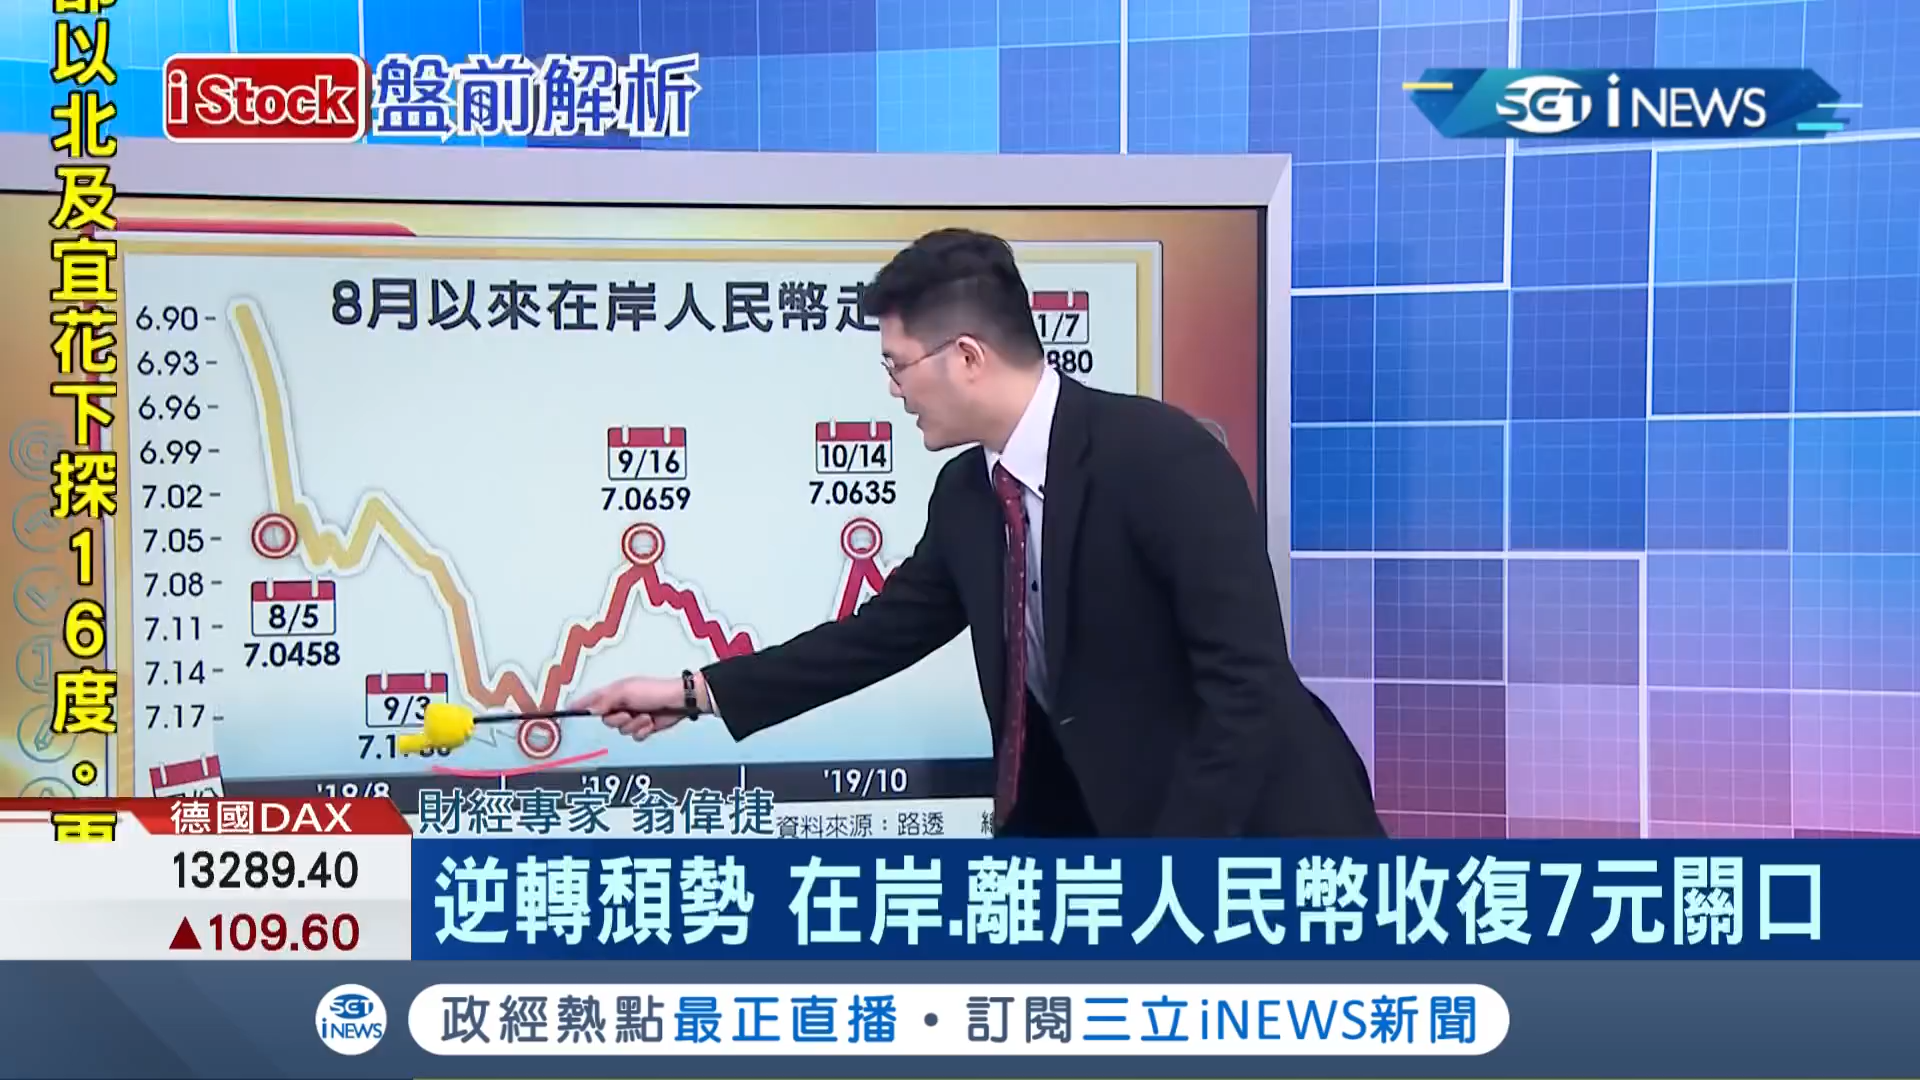 以北及宜花下探16度。
iStock 盤前解析
SET iNEWS
8月以來在岸人民幣走
6.90
6.93
6.96
6.99
7.02
7.05
7.08
7.11
7.14
7.17
8/5
7.0458
9/3
9/16
7.0659
10/14
7.0635
1/7
880
'19/8
'19/9
'19/10
資料來源：路透
德國DAX
13289.40
▲109.60
財經專家 翁偉捷
逆轉頹勢 在岸.離岸人民幣收復7元關口
SET iNEWS
政經熱點最正直播・訂閱三立iNEWS新聞